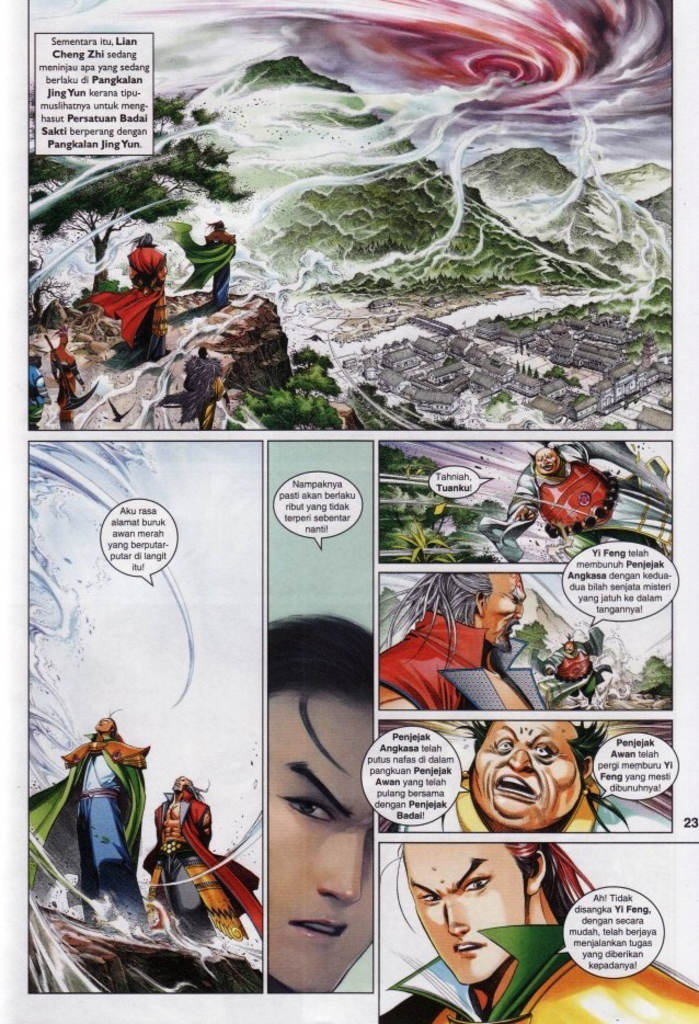 Sementara itu, Lian
Cheng Zhi sedang
meninjau apa yang sedang
berlaku di Pangkalan
Jing Yun kerana tipu-
muslihatnya untuk meng-
hasut Persatuan Badai
Sakti berperang dengan
Pangkalan Jing Yun.
Aku rasa
alamat buruk
awan merah
yang berputar-
putar di langit
itu!
Nampaknya
pasti akan berlaku
ribut yang tidak
terperi sebentar
nanti!
Tahniah,
Tuanku!
Yi Feng telah
membunuh Penjejak
Angkasa dengan kedua-
dua bilah senjata misteri
yang jatuh ke dalam
tangannya!
Penjejak
Angkasa telah
putus nafas di dalam
pangkuan Penjejak
Awan yang telah
pulang bersama
dengan Penjejak
Badai!
Penjejak
Awan telah
pergi memburu Yi
Feng yang mesti
dibunuhnya!
23
Ah! Tidak
disangka Yi Feng,
dengan secara
mudah, telah berjaya
menjalankan tugas
yang diberikan
kepadanya!